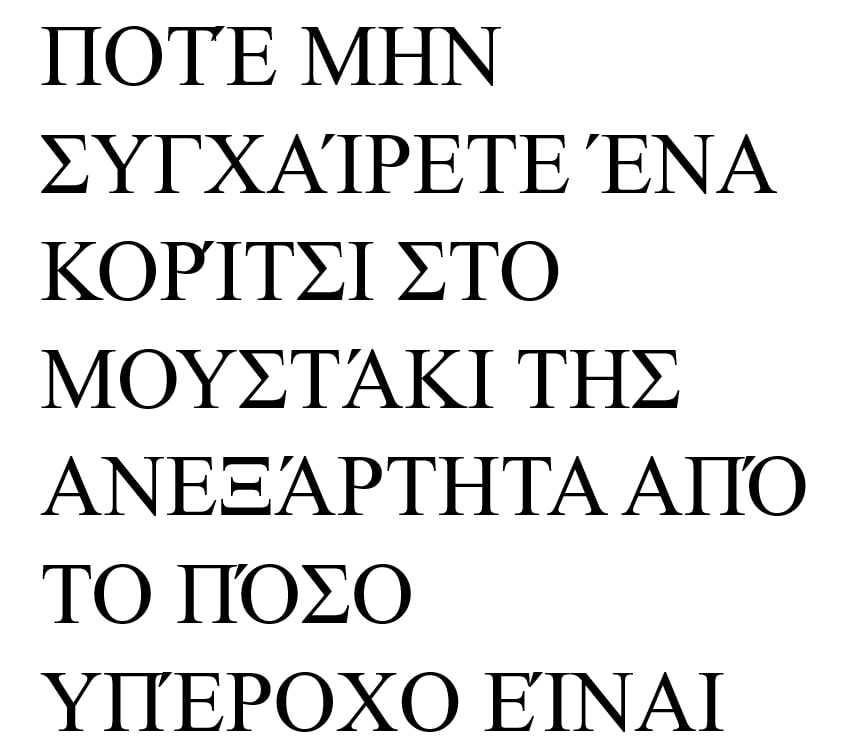 ΠΟΤΈ ΜΗΝ
ΣΥΓΧΑΊΡΕΤΕ ΈΝΑ
ΚΟΡΊΤΣΙ ΣΤΟ
ΜΟΥΣΤΆΚΙ ΤΗΣ
ΑΝΕΞΆΡΤΗΤΑ ΑΠΌ
ΤΟ ΠΌΣΟ
ΥΠΈΡΟΧΟ ΕΊΝΑΙ